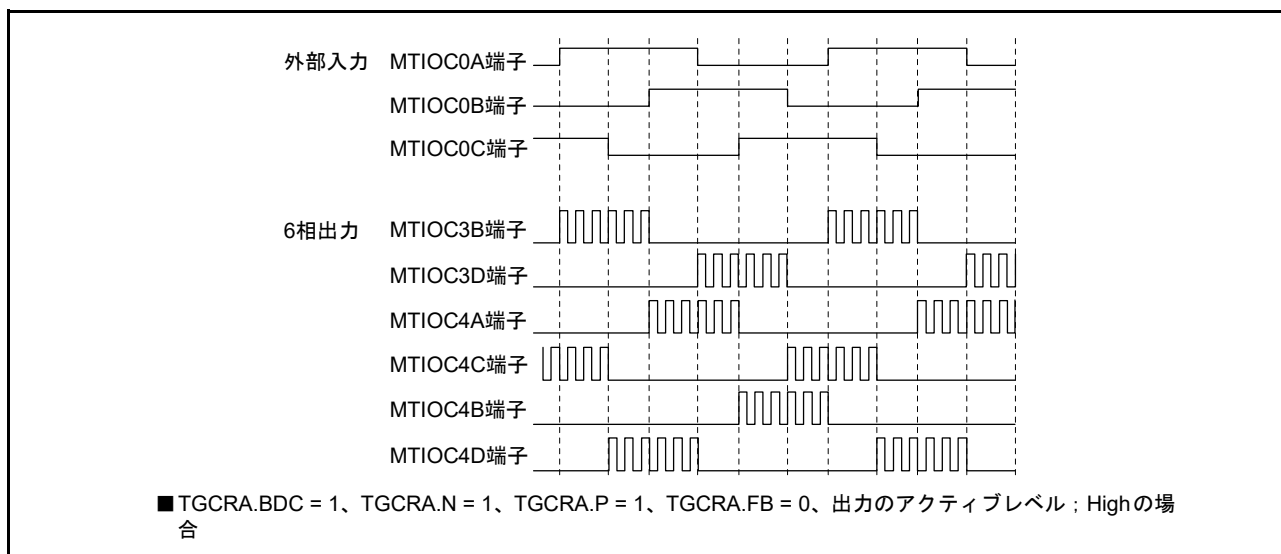 外部入力 MTIOC0A端子
MTIOC0B端子
MTIOC0C端子
6相出力 MTIOC3B端子
MTIOC3D端子
MTIOC4A端子
MTIOC4C端子
MTIOC4B端子
MTIOC4D端子
■TGCRA.BDC = 1、TGCRA.N = 1、TGCRA.P = 1、TGCRA.FB = 0、出力のアクティブレベル；Highの場
合